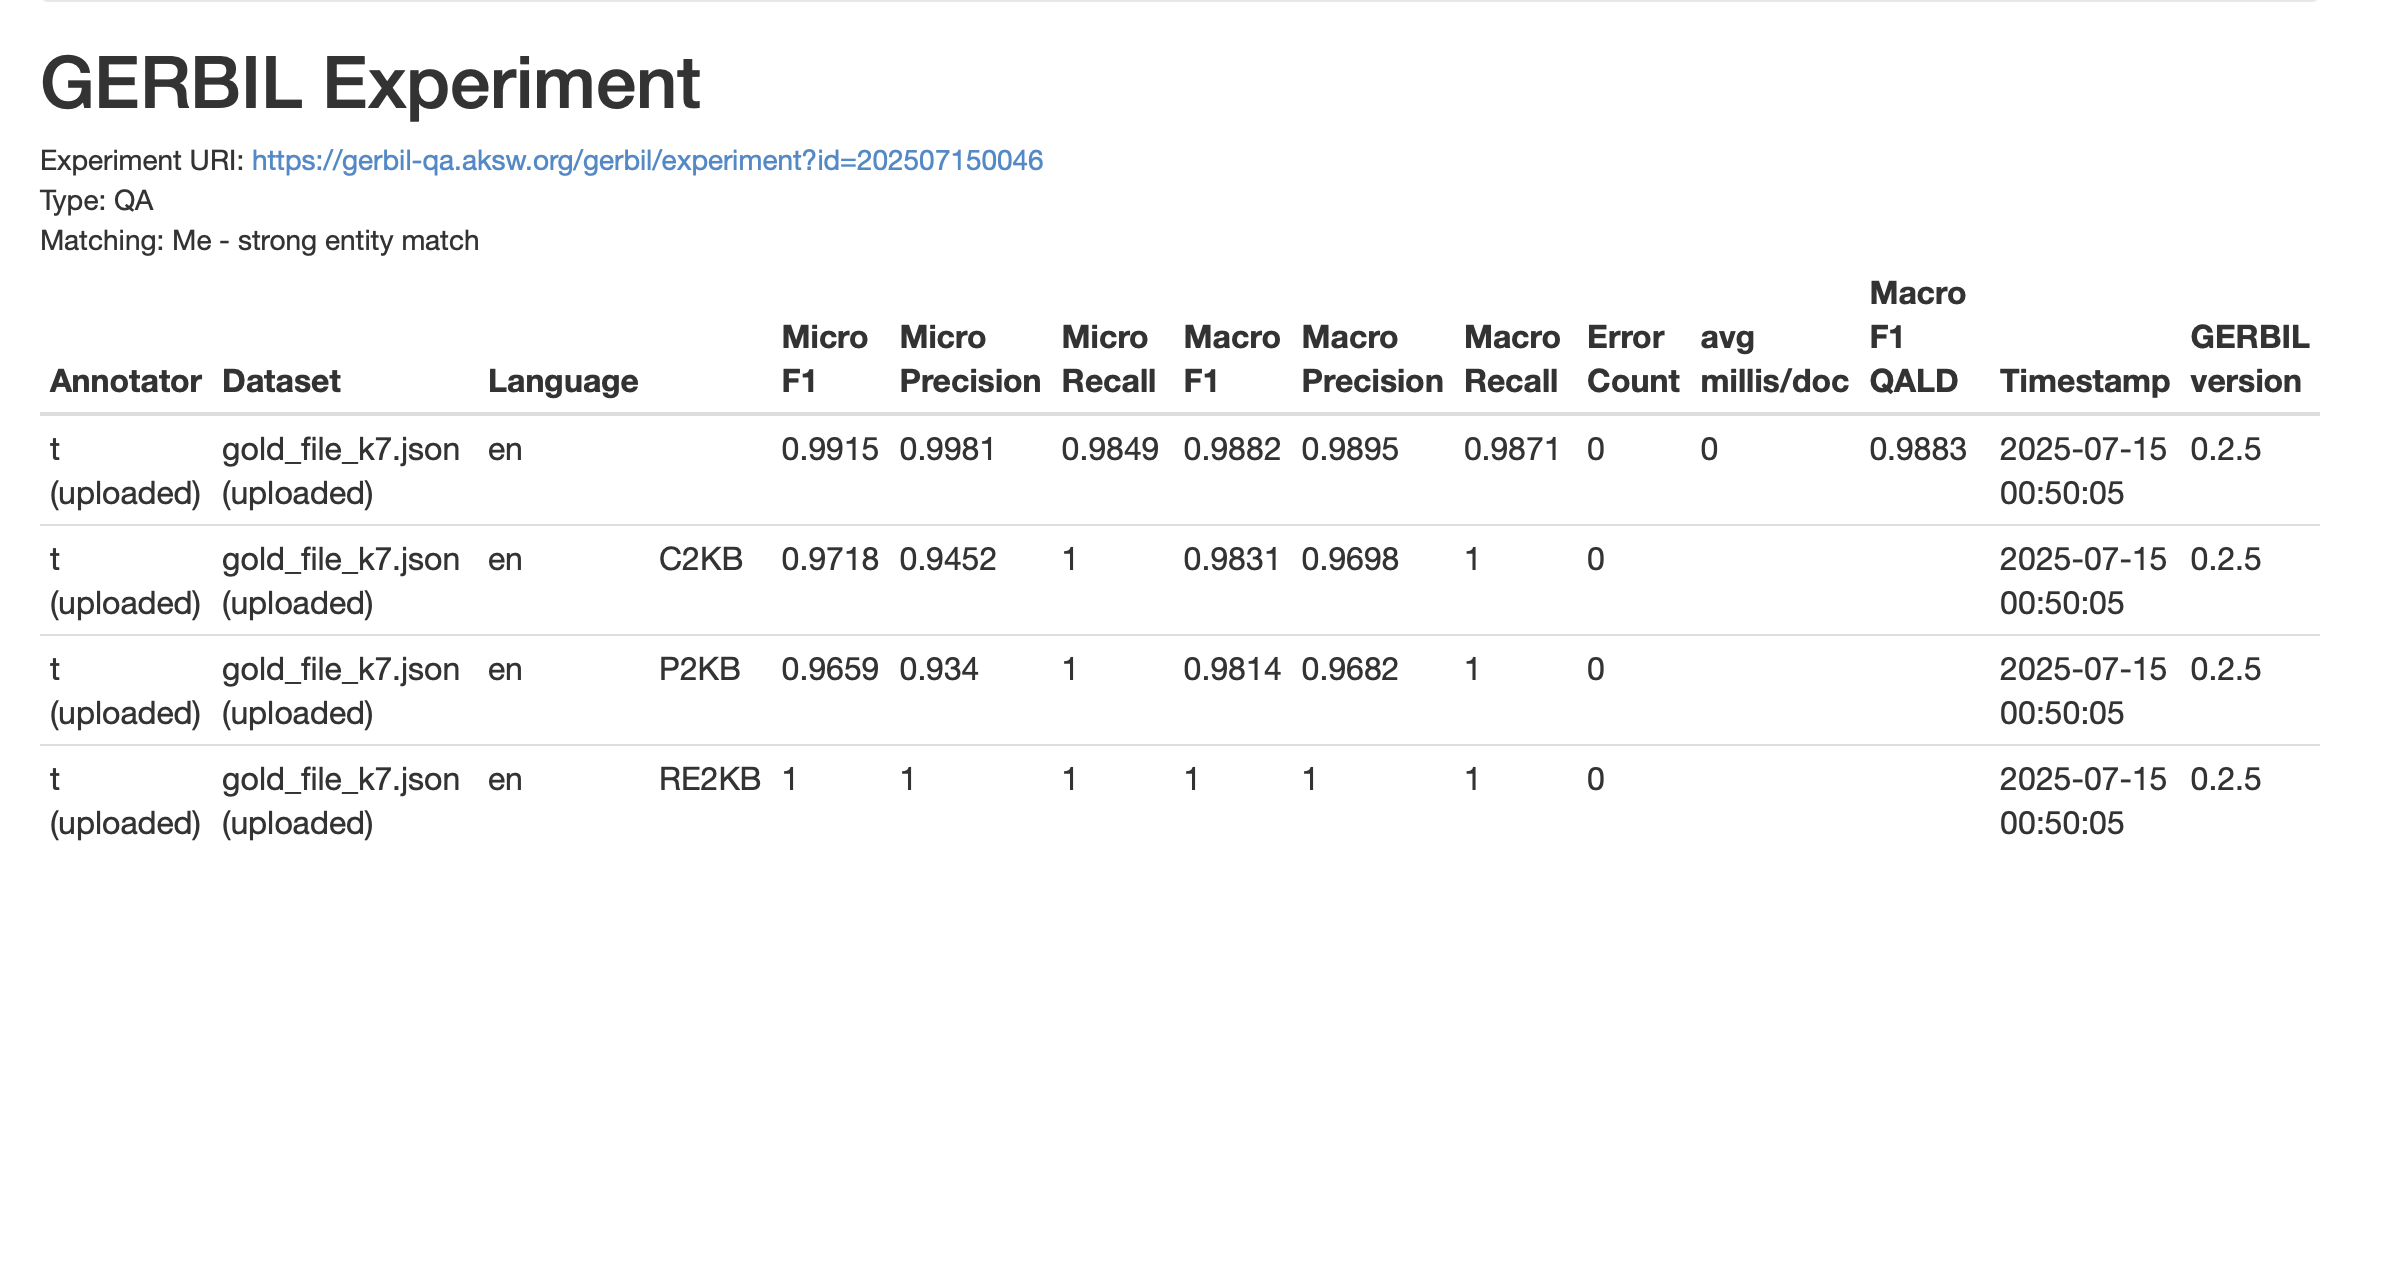 GERBIL Experiment
Experiment URI: https://gerbil-qa.aksw.org/gerbil/experiment?id=202507150046
Type: QA
Matching: Me - strong entity match
Annotator Dataset Language Micro F1 Micro Precision Micro Recall Macro F1 Macro Precision Macro Recall Error Count avg millis/doc Macro F1 QALD Timestamp GERBIL version
t gold_file_k7.json en 0.9915 0.9981 0.9849 0.9882 0.9895 0.9871 0 0 0.9883 2025-07-15 0.2.5
(uploaded) (uploaded) 00:50:05
t gold_file_k7.json en C2KB 0.9718 0.9452 1 0.9831 0.9698 1 0 2025-07-15 0.2.5
(uploaded) (uploaded) 00:50:05
t gold_file_k7.json en P2KB 0.9659 0.934 1 0.9814 0.9682 1 0 2025-07-15 0.2.5
(uploaded) (uploaded) 00:50:05
t gold_file_k7.json en RE2KB 1 1 1 1 1 1 0 2025-07-15 0.2.5
(uploaded) (uploaded) 00:50:05